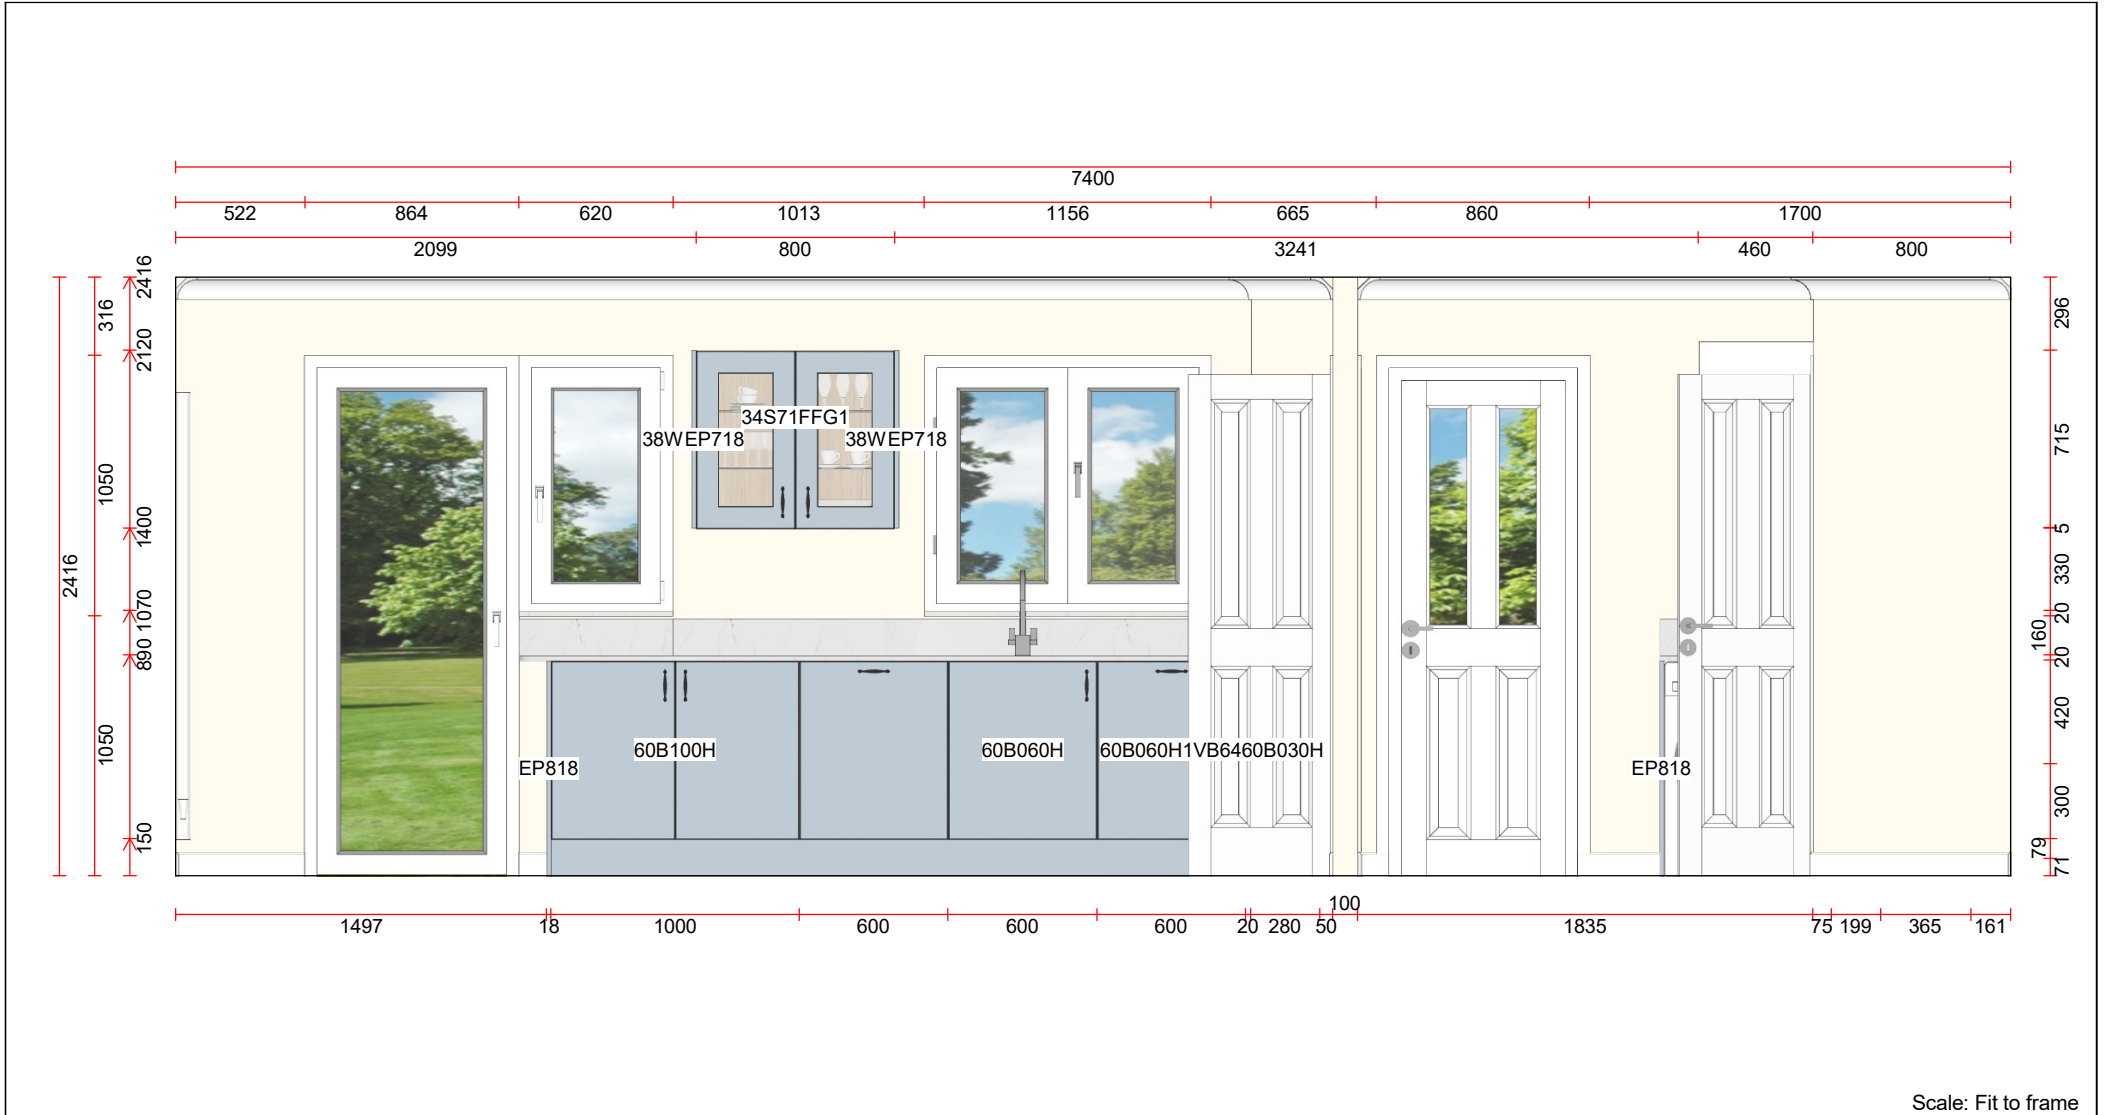 7400
522 864 620 1013 1156 665 860 1700
2099 800 3241 460 800
2416
316
1050
1050
2416
2120
1400
1070
890
150
296
715
5
330
20
160
20
420
300
79
71
34S71FFG1
38WEP718 38WEP718
60B100H 60B060H 60B060H1VB6460B030H
EP818 EP818
100
1497 18 1000 600 600 600 20 280 50 1835 75 199 365 161
Scale: Fit to frame